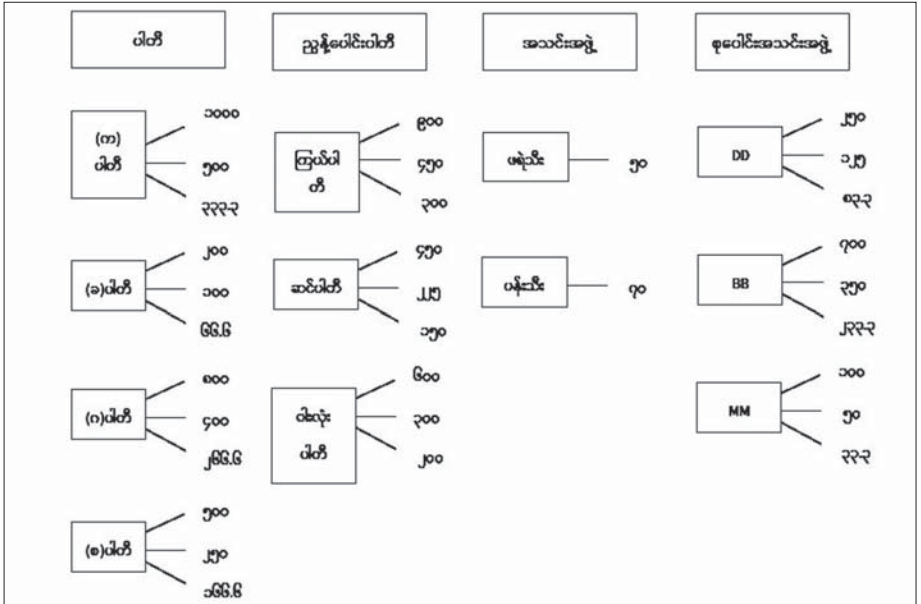 ပါတီ
ညွန့်ပေါင်းပါတီ
အသင်းအဖွဲ့
စုပေါင်းအသင်းအဖွဲ့
(က)
ပါတီ
၁၀၀၀
၅၀၀
၃၃၃.၃
(ခ)ပါတီ
၂၀၀
၁၀၀
၆၆.၆
(ဂ)ပါတီ
၈၀၀
၄၀၀
၂၆၆.၆
(စ)ပါတီ
၅၀၀
၂၅၀
၁၆၆.၆
ကြယ်ပါ
တီ
၉၀၀
၄၅၀
၃၀၀
ဆင်ပါတီ
၄၅၀
၂၂၅
၁၅၀
ဝါးလုံး
ပါတီ
၆၀၀
၃၀၀
၂၀၀
ဖရဲသီး
၅၀
ပန်းသီး
၇၀
DD
၂၅၀
၁၂၅
၈၃.၃
BB
၇၀၀
၃၅၀
၂၃၃.၃
MM
၁၀၀
၅၀
၃၃.၃